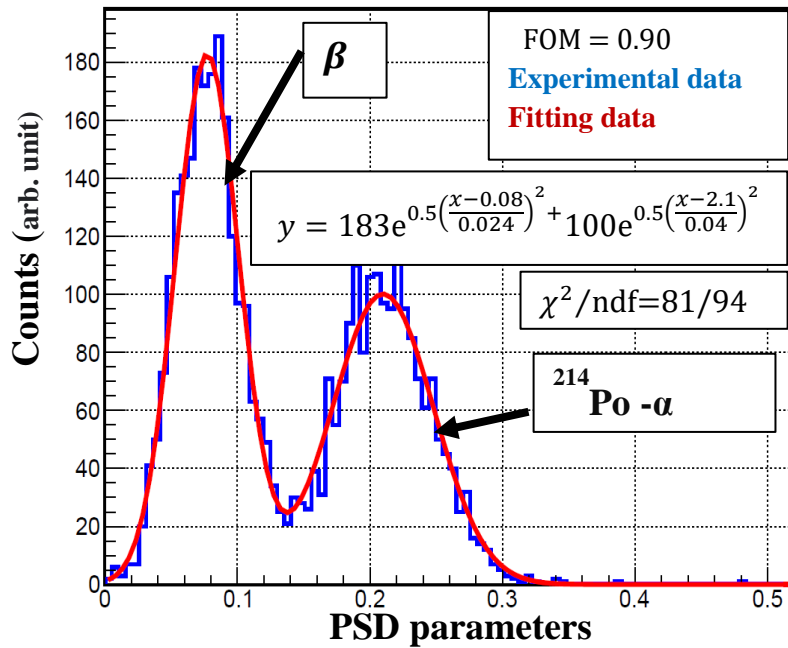 FOM = 0.90
Experimental data
Fitting data
β
y = 183e^{0.5((x−0.08)/0.024)^2} + 100e^{0.5((x−2.1)/0.04)^2}
χ²/ndf=81/94
²¹⁴Po -α
Counts (arb. unit)
180
160
140
120
100
80
60
40
20
0
0 0.1 0.2 0.3 0.4 0.5
PSD parameters